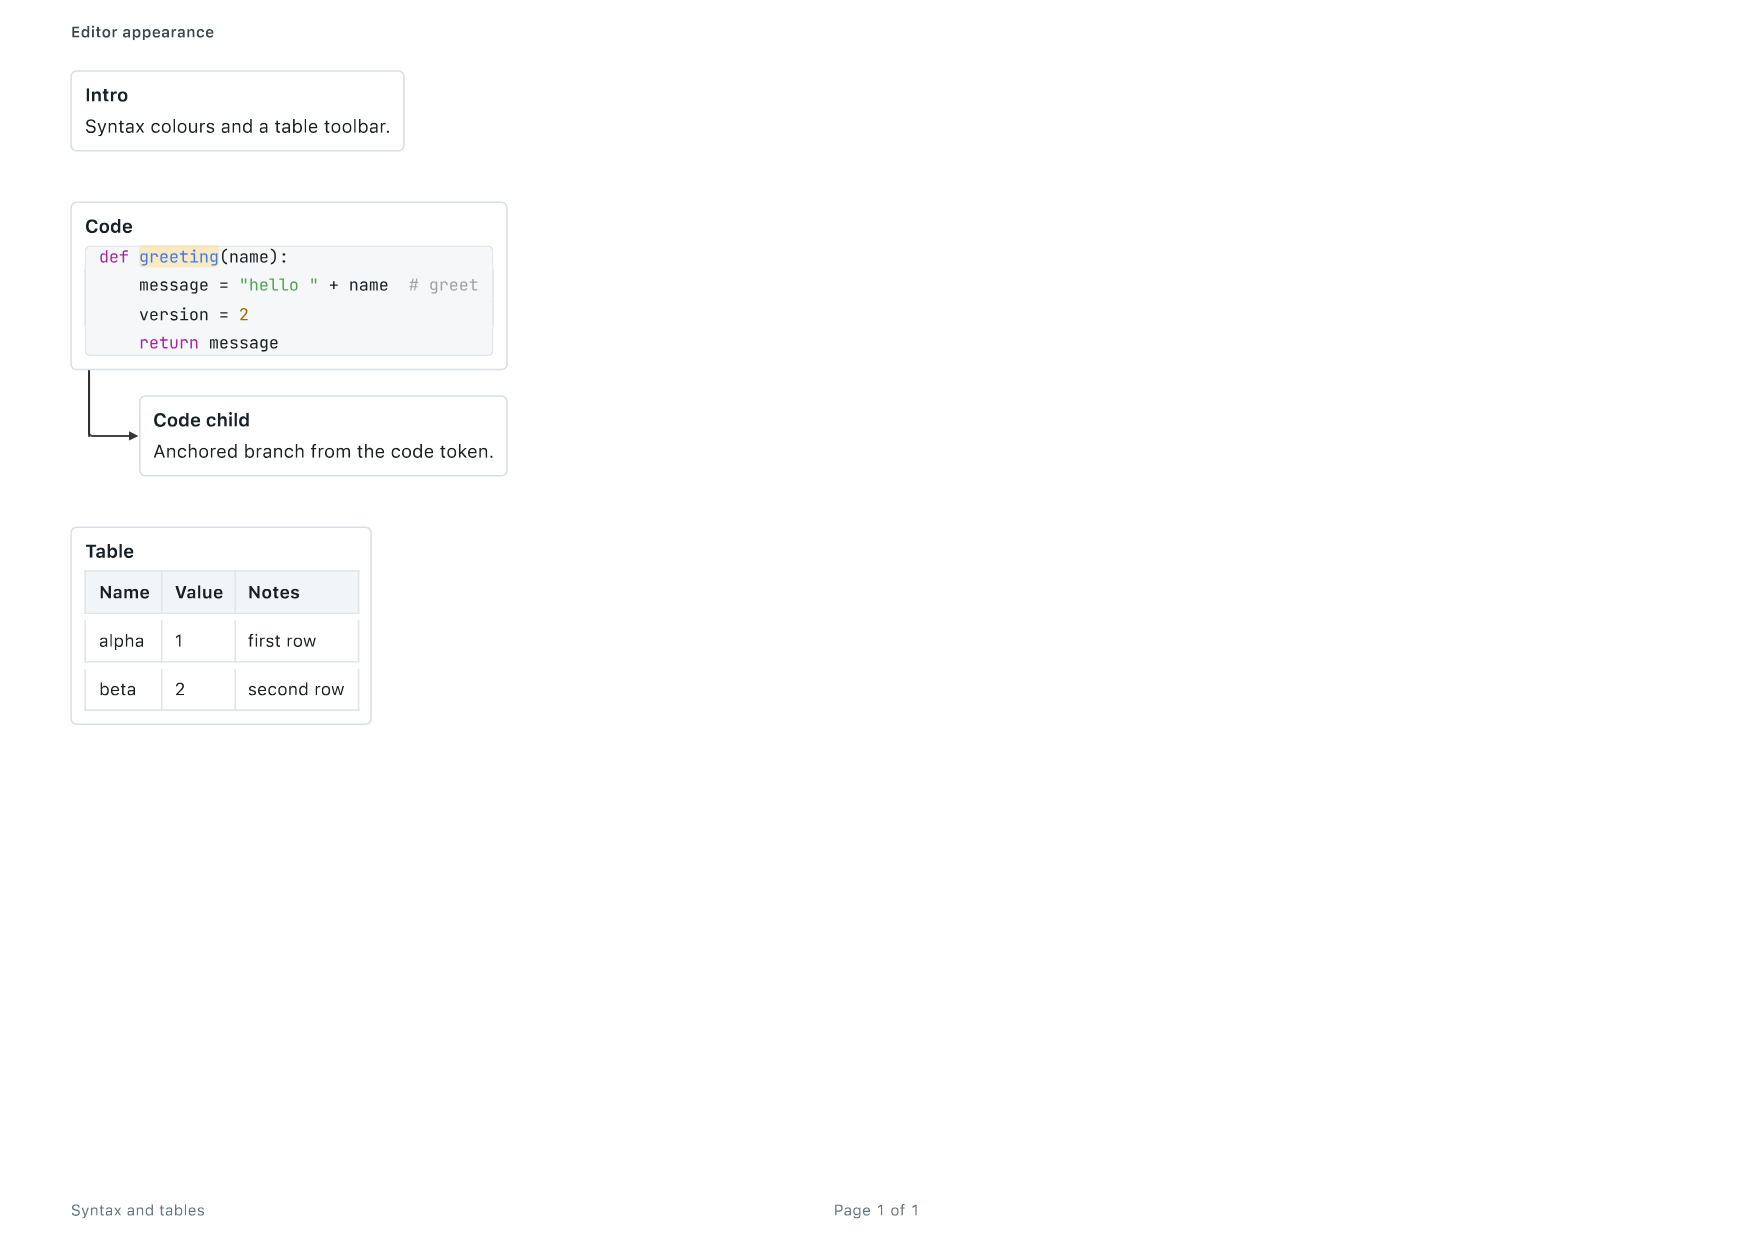 Editor appearance
Intro
Syntax colours and a table toolbar.
Code
def greeting(name):
    message = "hello " + name  # greet
    version = 2
    return message
Code child
Anchored branch from the code token.
Table
Name Value Notes
alpha 1 first row
beta 2 second row
Syntax and tables Page 1 of 1